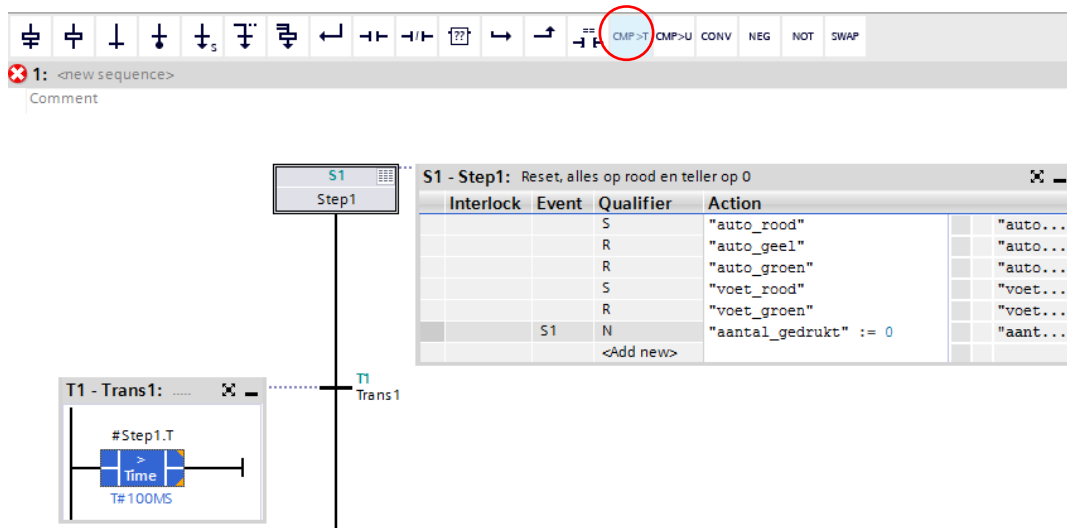 ?? == CMP>T CMP>U CONV NEG NOT SWAP
S
1: <new sequence>
Comment
S1
Step1
S1 - Step1: Reset, alles op rood en teller op 0
Interlock Event Qualifier Action
S "auto_rood" "auto...
R "auto_geel" "auto...
R "auto_groen" "auto...
S "voet_rood" "voet...
R "voet_groen" "voet...
S1 N "aantal_gedrukt" := 0 "aant...
<Add new>
T1
Trans1
T1 - Trans1: .....
#Step1.T
>
Time
T#100MS